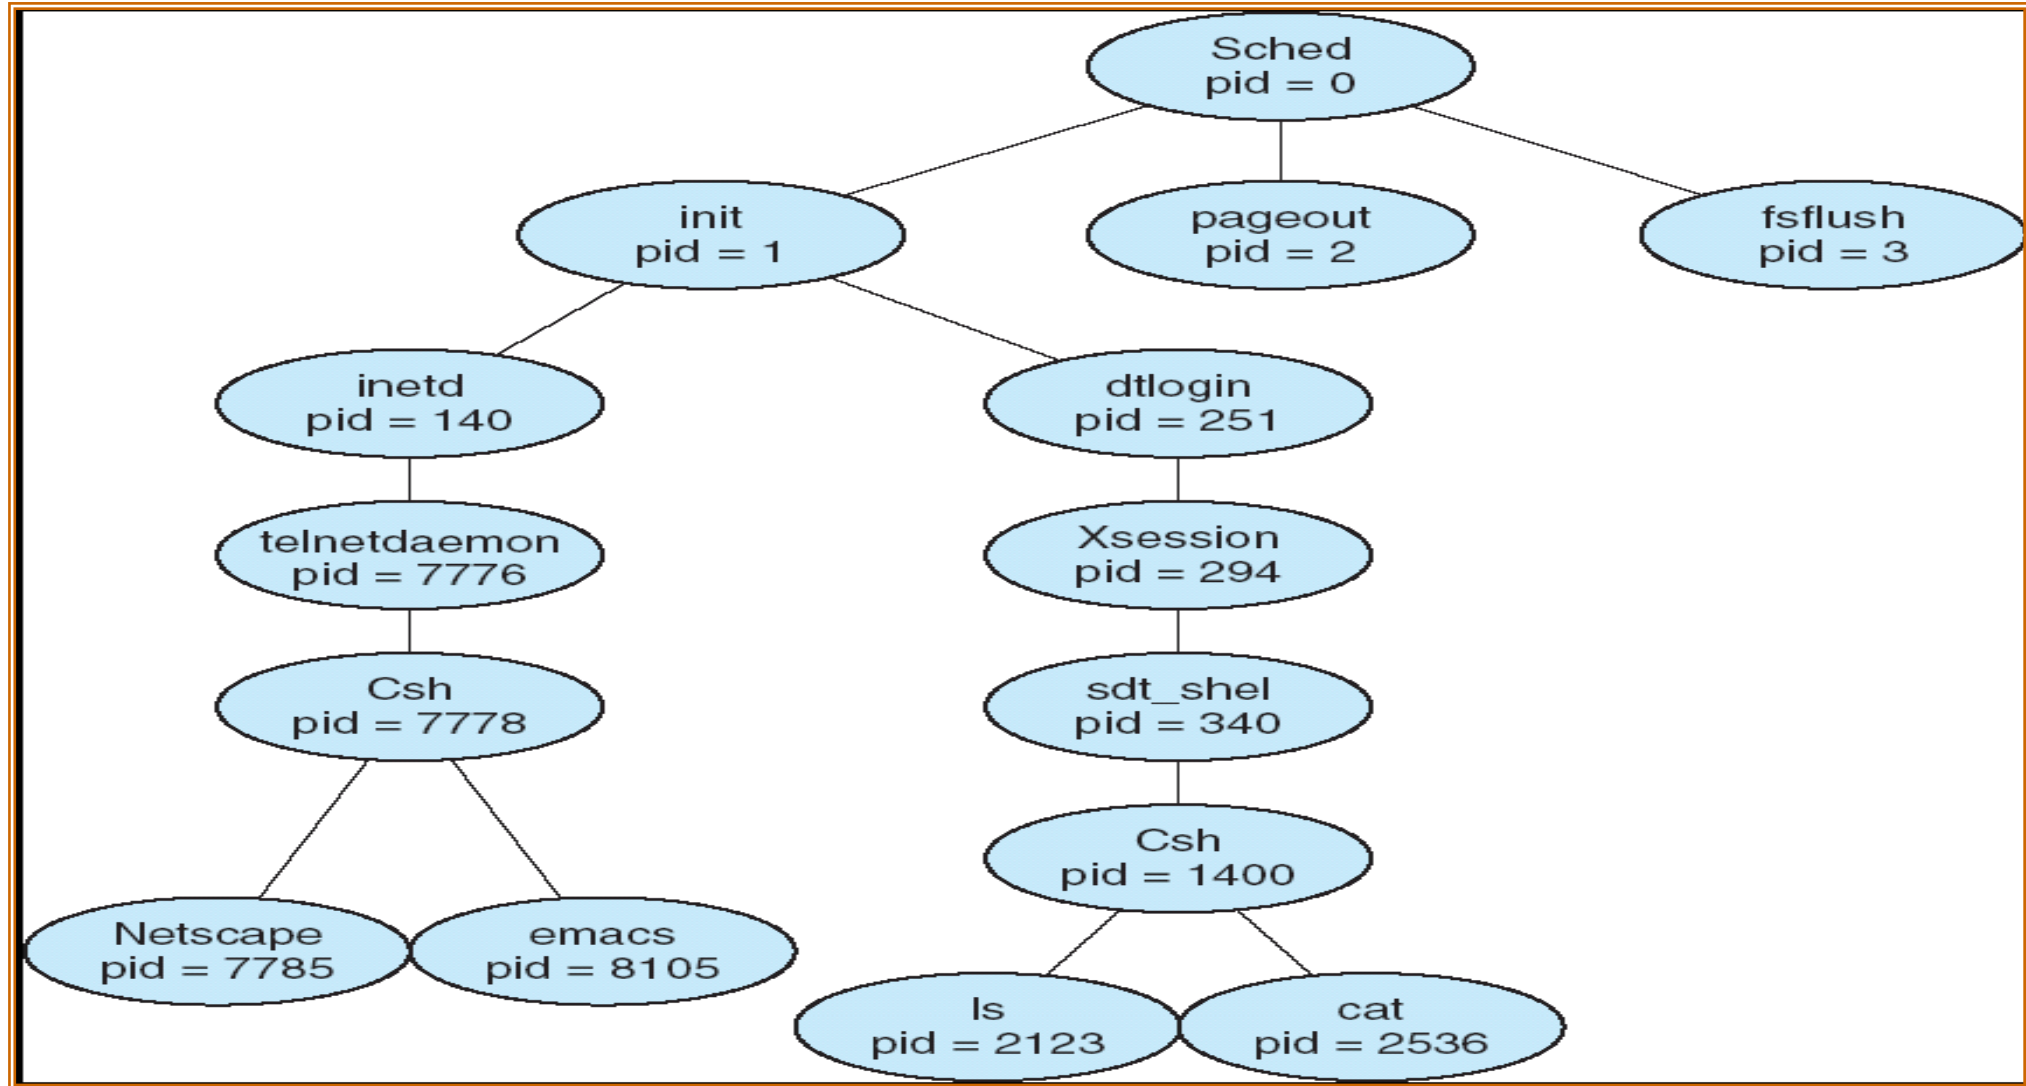 Sched
pid = 0
init
pid = 1
pageout
pid = 2
fsflush
pid = 3
inetd
pid = 140
dtlogin
pid = 251
telnetdaemon
pid = 7776
Xsession
pid = 294
Csh
pid = 7778
sdt_shel
pid = 340
Csh
pid = 1400
Netscape
pid = 7785
emacs
pid = 8105
ls
pid = 2123
cat
pid = 2536